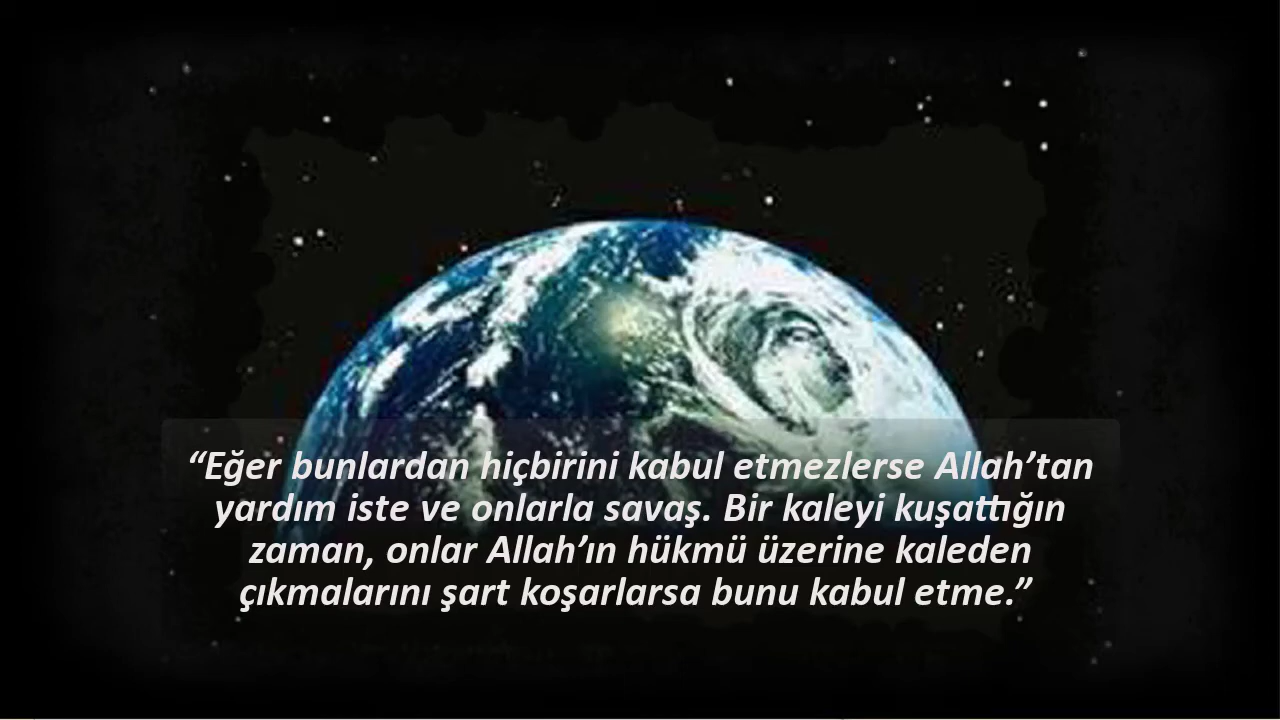 “Eğer bunlardan hiçbirini kabul etmezlerse Allah’tan
yardım iste ve onlarla savaş. Bir kaleyi kuşattığın
zaman, onlar Allah’ın hükmü üzerine kaleden
çıkmalarını şart koşarlarsa bunu kabul etme.”